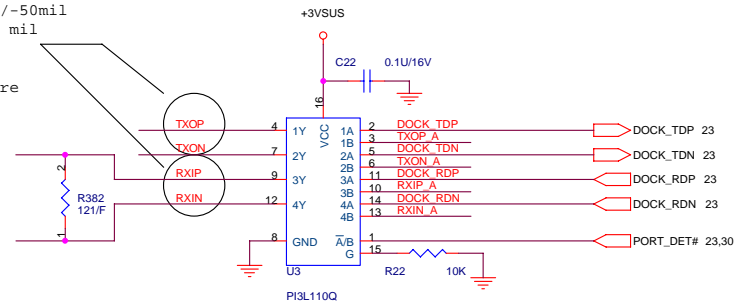 /-50mil
mil
re
+3VSUS
C22 0.1U/16V
16
VCC
TXOP 4 1Y 1A 2 DOCK_TDP DOCK_TDP 23
1B 3 TXOP_A
TXON 7 2Y 2A 5 DOCK_TDN DOCK_TDN 23
2B 6 TXON_A
RXIP 9 3Y 3A 11 DOCK_RDP DOCK_RDP 23
3B 10 RXIP_A
RXIN 12 4Y 4A 14 DOCK_RDN DOCK_RDN 23
4B 13 RXIN_A
2
R382
121/F
1
8 GND A/B 1 PORT_DET# 23,30
G 15
U3 R22 10K
PI3L110Q